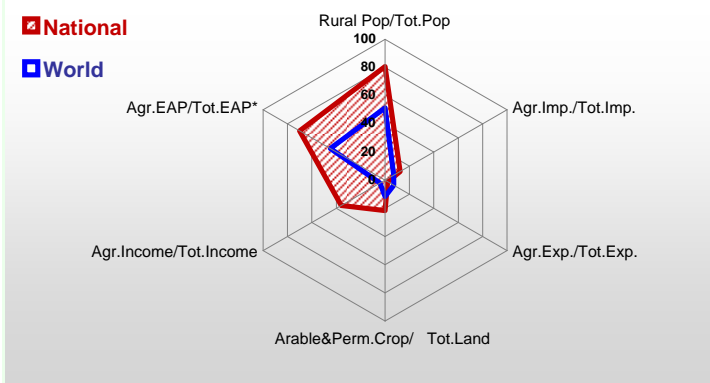 National
World
Rural Pop/Tot.Pop
100
80
60
40
20
0
Agr.Imp./Tot.Imp.
Agr.Exp./Tot.Exp.
Arable&Perm.Crop/ Tot.Land
Agr.Income/Tot.Income
Agr.EAP/Tot.EAP*